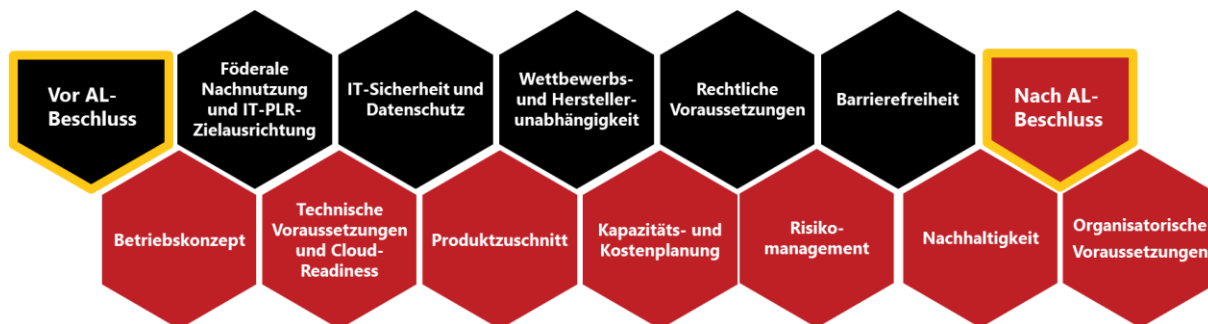 Vor AL-
Beschluss
Föderale
Nachnutzung
und IT-PLR-
Zielausrichtung
IT-Sicherheit und
Datenschutz
Wettbewerbs-
und Hersteller-
unabhängigkeit
Rechtliche
Voraussetzungen
Barrierefreiheit
Nach AL-
Beschluss
Betriebskonzept
Technische
Voraussetzungen
und Cloud-
Readiness
Produktzuschnitt
Kapazitäts- und
Kostenplanung
Risiko-
management
Nachhaltigkeit
Organisatorische
Voraussetzungen